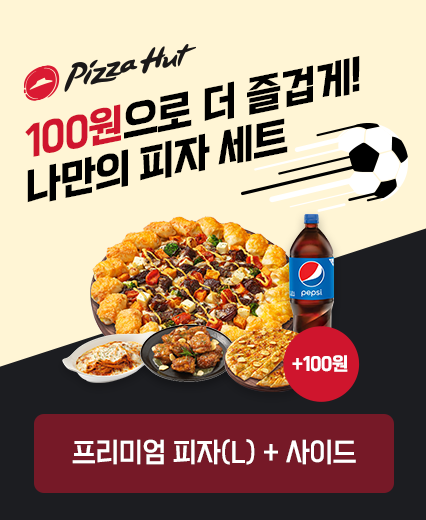 Pizza Hut
100원으로 더 즐겁게!
나만의 피자 세트
pepsi
+100원
프리미엄 피자(L) + 사이드